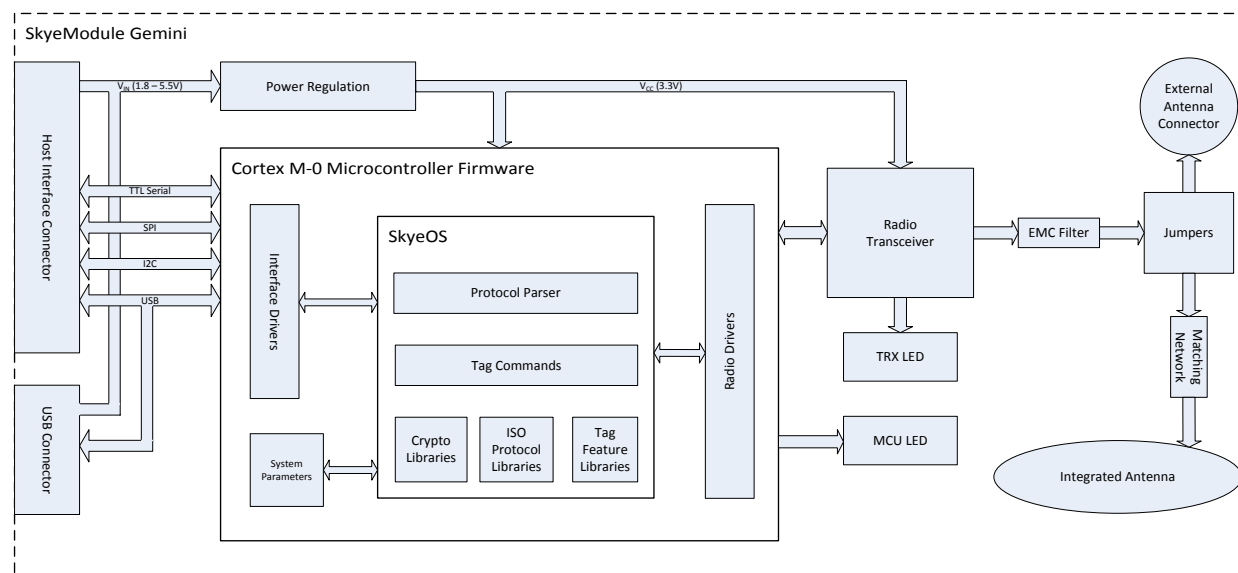 SkyeModule Gemini
Host Interface Connector
V_IN (1.8 – 5.5V)
Power Regulation
V_CC (3.3V)
External
Antenna
Connector
TTL Serial
SPI
I2C
USB
USB Connector
Cortex M-0 Microcontroller Firmware
Interface Drivers
System
Parameters
SkyeOS
Protocol Parser
Tag Commands
Crypto
Libraries
ISO
Protocol
Libraries
Tag
Feature
Libraries
Radio Drivers
Radio
Transceiver
EMC Filter
Jumpers
TRX LED
MCU LED
Matching
Network
Integrated Antenna